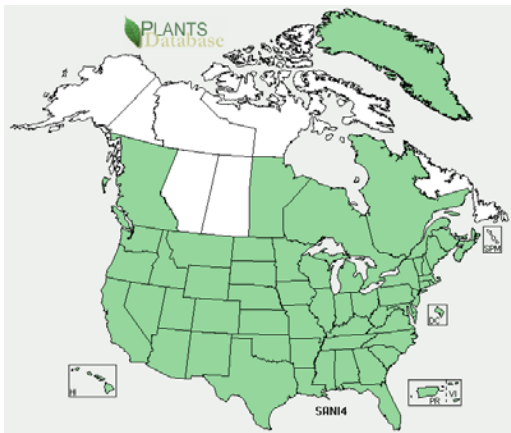 PLANTS
Database
SPM
DC
HI
PR
VI
SANI4